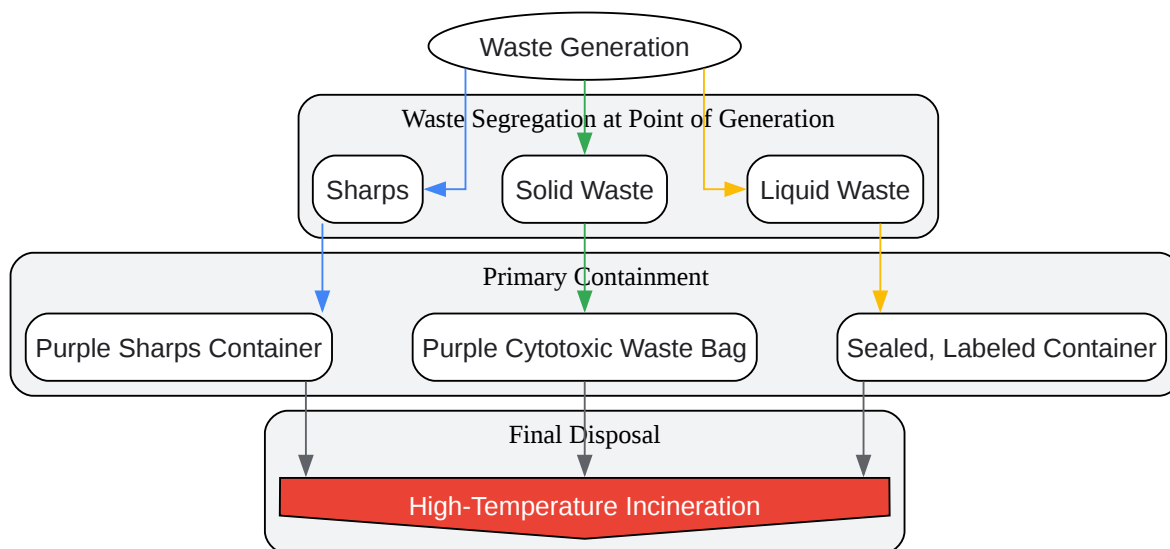 Waste Generation
Waste Segregation at Point of Generation
Sharps
Solid Waste
Liquid Waste
Primary Containment
Purple Sharps Container
Purple Cytotoxic Waste Bag
Sealed, Labeled Container
Final Disposal
High-Temperature Incineration